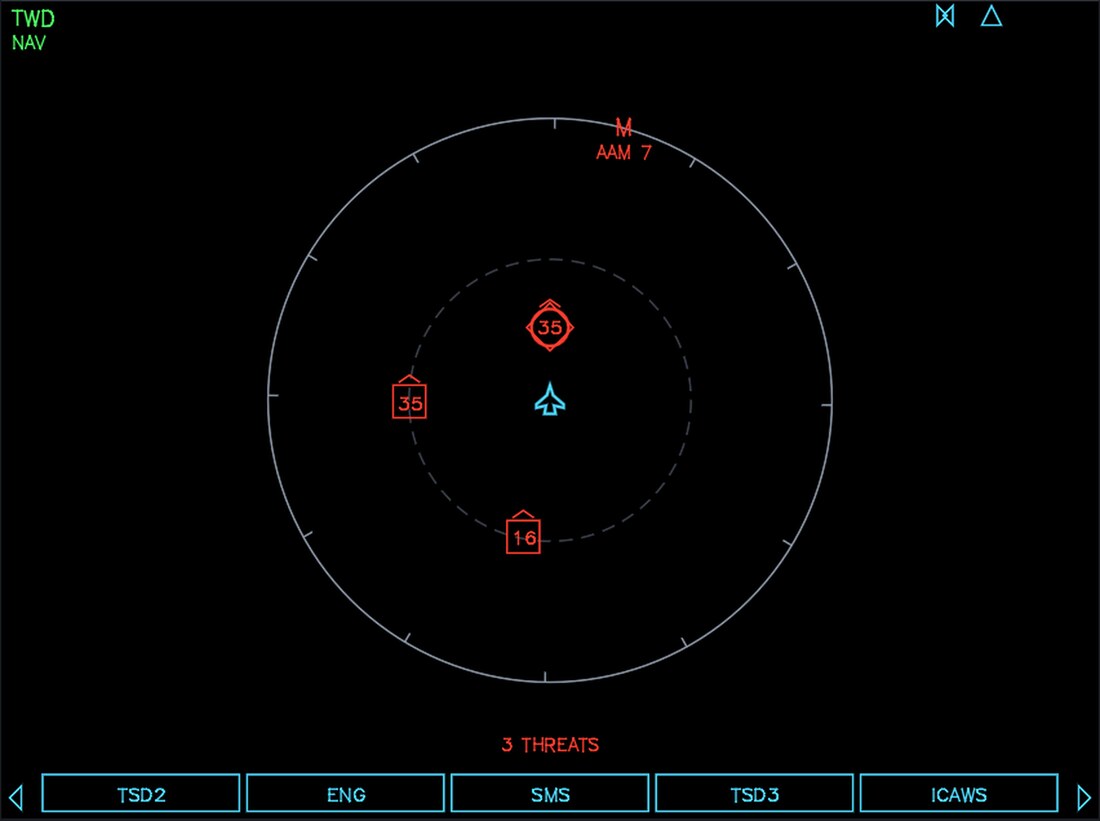 TWD
NAV
M
AAM 7
35
35
16
3 THREATS
TSD2
ENG
SMS
TSD3
ICAWS